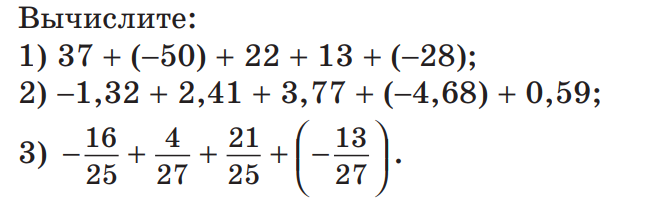 Вычислите:
1) 37 + (–50) + 22 + 13 + (–28);
2) –1,32 + 2,41 + 3,77 + (–4,68) + 0,59;
3) –16/25 + 4/27 + 21/25 + (–13/27).